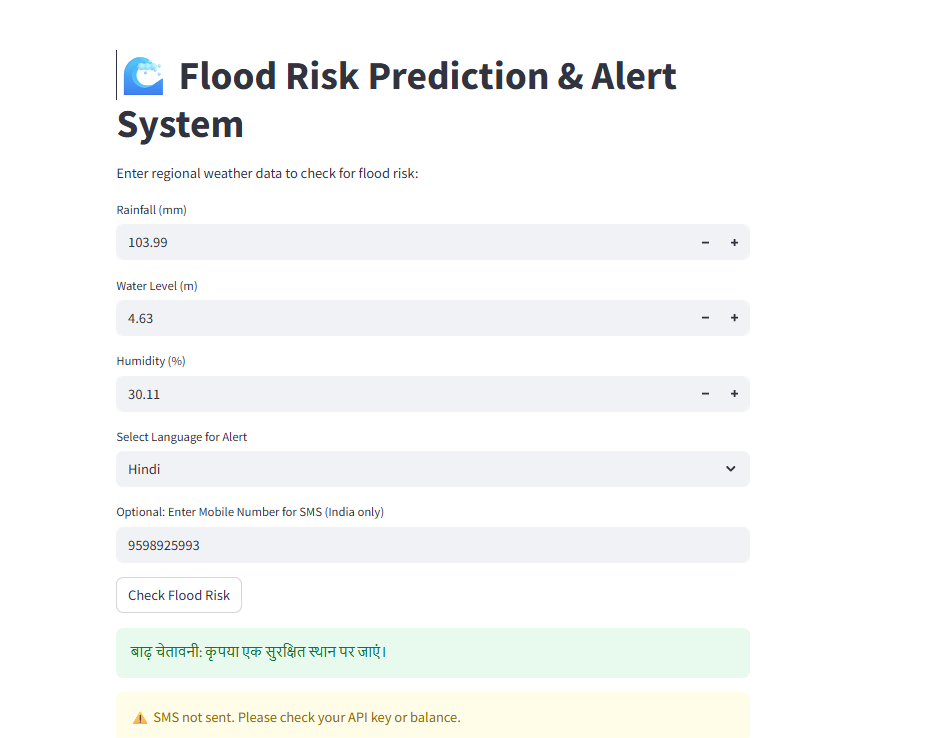 🌊 Flood Risk Prediction & Alert
System
Enter regional weather data to check for flood risk:
Rainfall (mm)
103.99 − +
Water Level (m)
4.63 − +
Humidity (%)
30.11 − +
Select Language for Alert
Hindi
Optional: Enter Mobile Number for SMS (India only)
9598925993
Check Flood Risk
बाढ़ चेतावनी: कृपया एक सुरक्षित स्थान पर जाएं।
⚠️ SMS not sent. Please check your API key or balance.